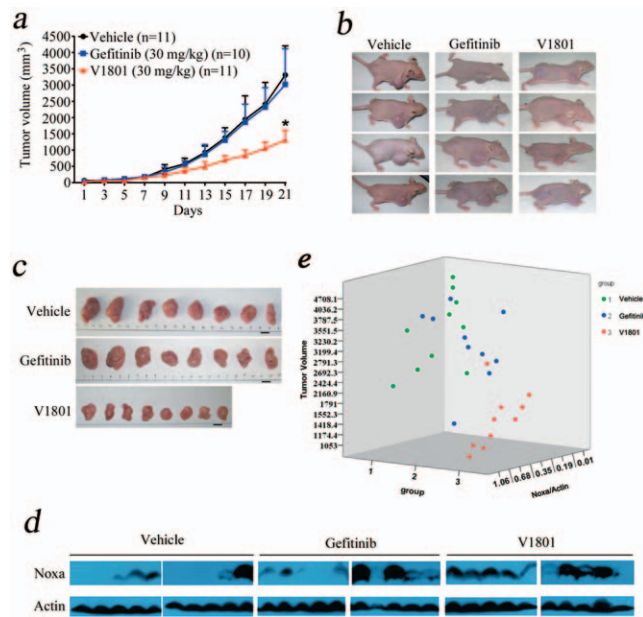 a
Vehicle (n=11)
Gefitinib (30 mg/kg) (n=10)
V1801 (30 mg/kg) (n=11)
Tumor volume (mm³)
4500
4000
3500
3000
2500
2000
1500
1000
500
0
*
1 3 5 7 9 11 13 15 17 19 21
Days
b
Vehicle Gefitinib V1801
c
Vehicle
Gefitinib
V1801
e
group
1 Vehicle
2 Gefitinib
3 V1801
Tumor Volume
4708.1
4036.2
3787.5
3551.5
3230.2
3199.4
2891.3
2692.3
2424.4
2160.9
1791
1552.3
1418.4
1174.4
1053
1 2 3
group
1.06 0.68 0.35 0.19 0.01
Noxa/Actin
d
Vehicle Gefitinib V1801
Noxa
Actin